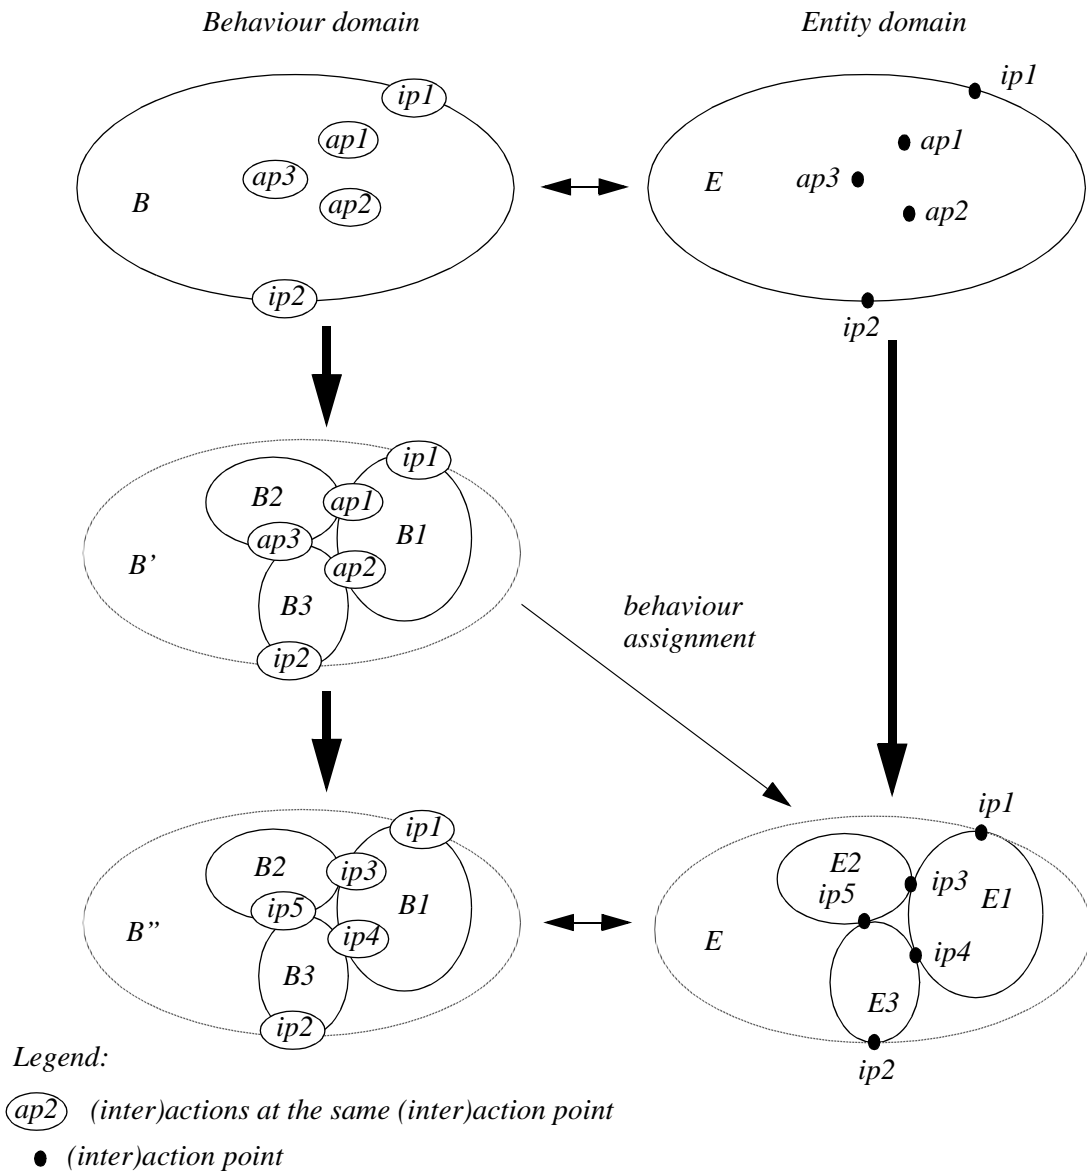 Behaviour domain
Entity domain
ip1
ap1
ap3
ap2
B
ip2
ip1
ap1
ap3
E
ap2
ip2
ip1
B2
ap1
B1
ap3
B’
ap2
B3
ip2
behaviour
assignment
ip1
B2
ip3
B1
ip5
B”
ip4
B3
ip2
ip1
E2
ip3
ip5
E1
E
ip4
E3
ip2
Legend:
ap2 (inter)actions at the same (inter)action point
(inter)action point